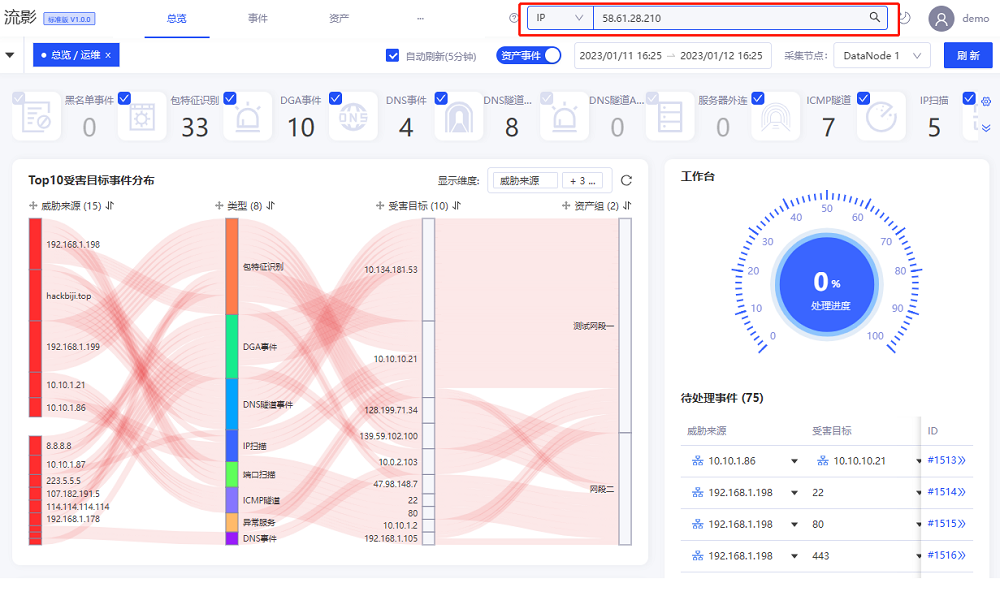 流影 标准版 V1.0.0 总览 事件 资产 ... IP 58.61.28.210 demo
总览 / 运维 × 自动刷新(5分钟) 资产事件 2023/01/11 16:25 → 2023/01/12 16:25 采集节点: DataNode 1 刷 新
黑名单事件 包特征识别 DGA事件 DNS事件 DNS隧道... DNS隧道A... 服务器外连 ICMP隧道 IP扫描
0 33 10 4 8 0 0 7 5
Top10受害目标事件分布 显示维度: 威胁来源 + 3 ...
威胁来源 (15) 类型 (8) 受害目标 (10) 资产组 (2)
192.168.1.198
hackbiji.top
192.168.1.199
10.10.1.21
10.10.1.86
8.8.8.8
10.10.1.87
223.5.5.5
107.182.191.5
114.114.114.114
192.168.1.178
包特征识别
DGA事件
DNS隧道事件
IP扫描
端口扫描
ICMP隧道
异常服务
DNS事件
10.134.181.53
10.10.10.21
128.199.71.34
139.59.102.100
10.0.2.103
47.98.148.7
22
80
10.10.1.2
192.168.1.105
测试网段一
网段二
工作台
0
10
20
30
40
50
60
70
80
90
100
0 %
处理进度
待处理事件 (75)
威胁来源 受害目标 ID
10.10.1.86 10.10.10.21 #1513
192.168.1.198 22 #1514
192.168.1.198 80 #1515
192.168.1.198 443 #1516